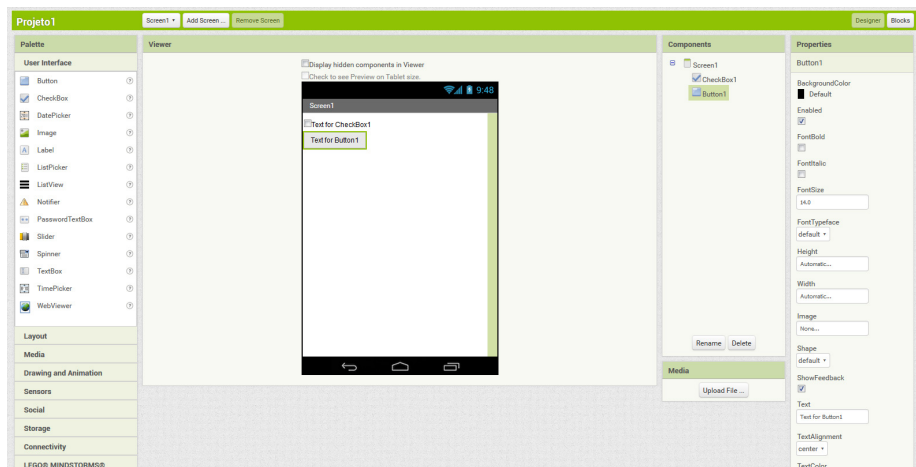 Projeto1
Screen1 Add Screen ... Remove Screen
Designer Blocks
Palette
User Interface
Button
CheckBox
DatePicker
Image
Label
ListPicker
ListView
Notifier
PasswordTextBox
Slider
Spinner
TextBox
TimePicker
WebViewer
Layout
Media
Drawing and Animation
Sensors
Social
Storage
Connectivity
LEGO® MINDSTORMS®
Viewer
Display hidden components in Viewer
Check to see Preview on Tablet size.
9:48
Screen1
Text for CheckBox1
Text for Button1
Components
Screen1
CheckBox1
Button1
Rename Delete
Media
Upload File ...
Properties
Button1
BackgroundColor
Default
Enabled
FontBold
FontItalic
FontSize
14.0
FontTypeface
default
Height
Automatic...
Width
Automatic...
Image
None...
Shape
default
ShowFeedback
Text
Text for Button1
TextAlignment
center
TextColor